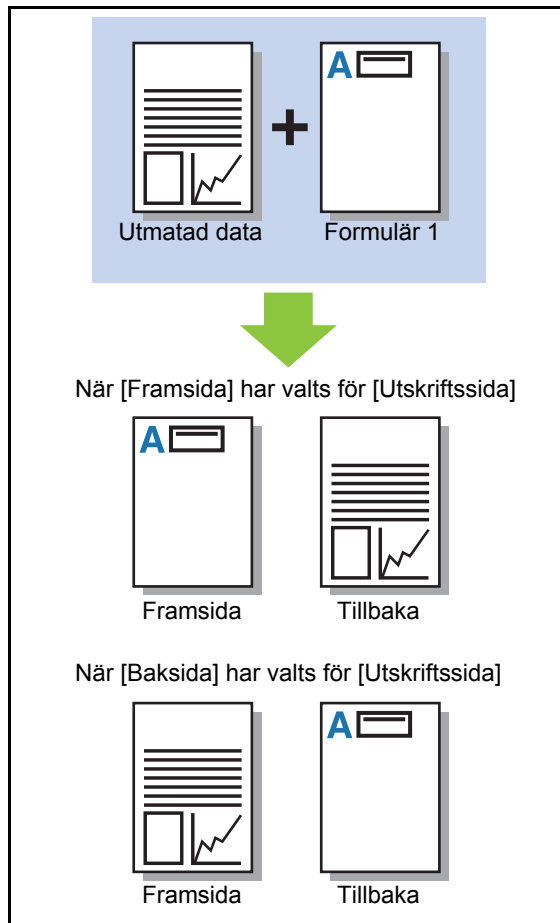 A
+
Utmatad data
Formulär 1
När [Framsida] har valts för [Utskriftssida]
A
Framsida
Tillbaka
När [Baksida] har valts för [Utskriftssida]
A
Framsida
Tillbaka